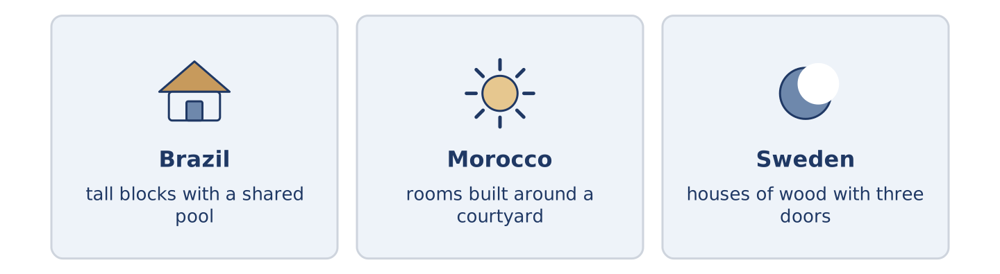 Brazil
tall blocks with a shared
pool
Morocco
rooms built around a
courtyard
Sweden
houses of wood with three
doors